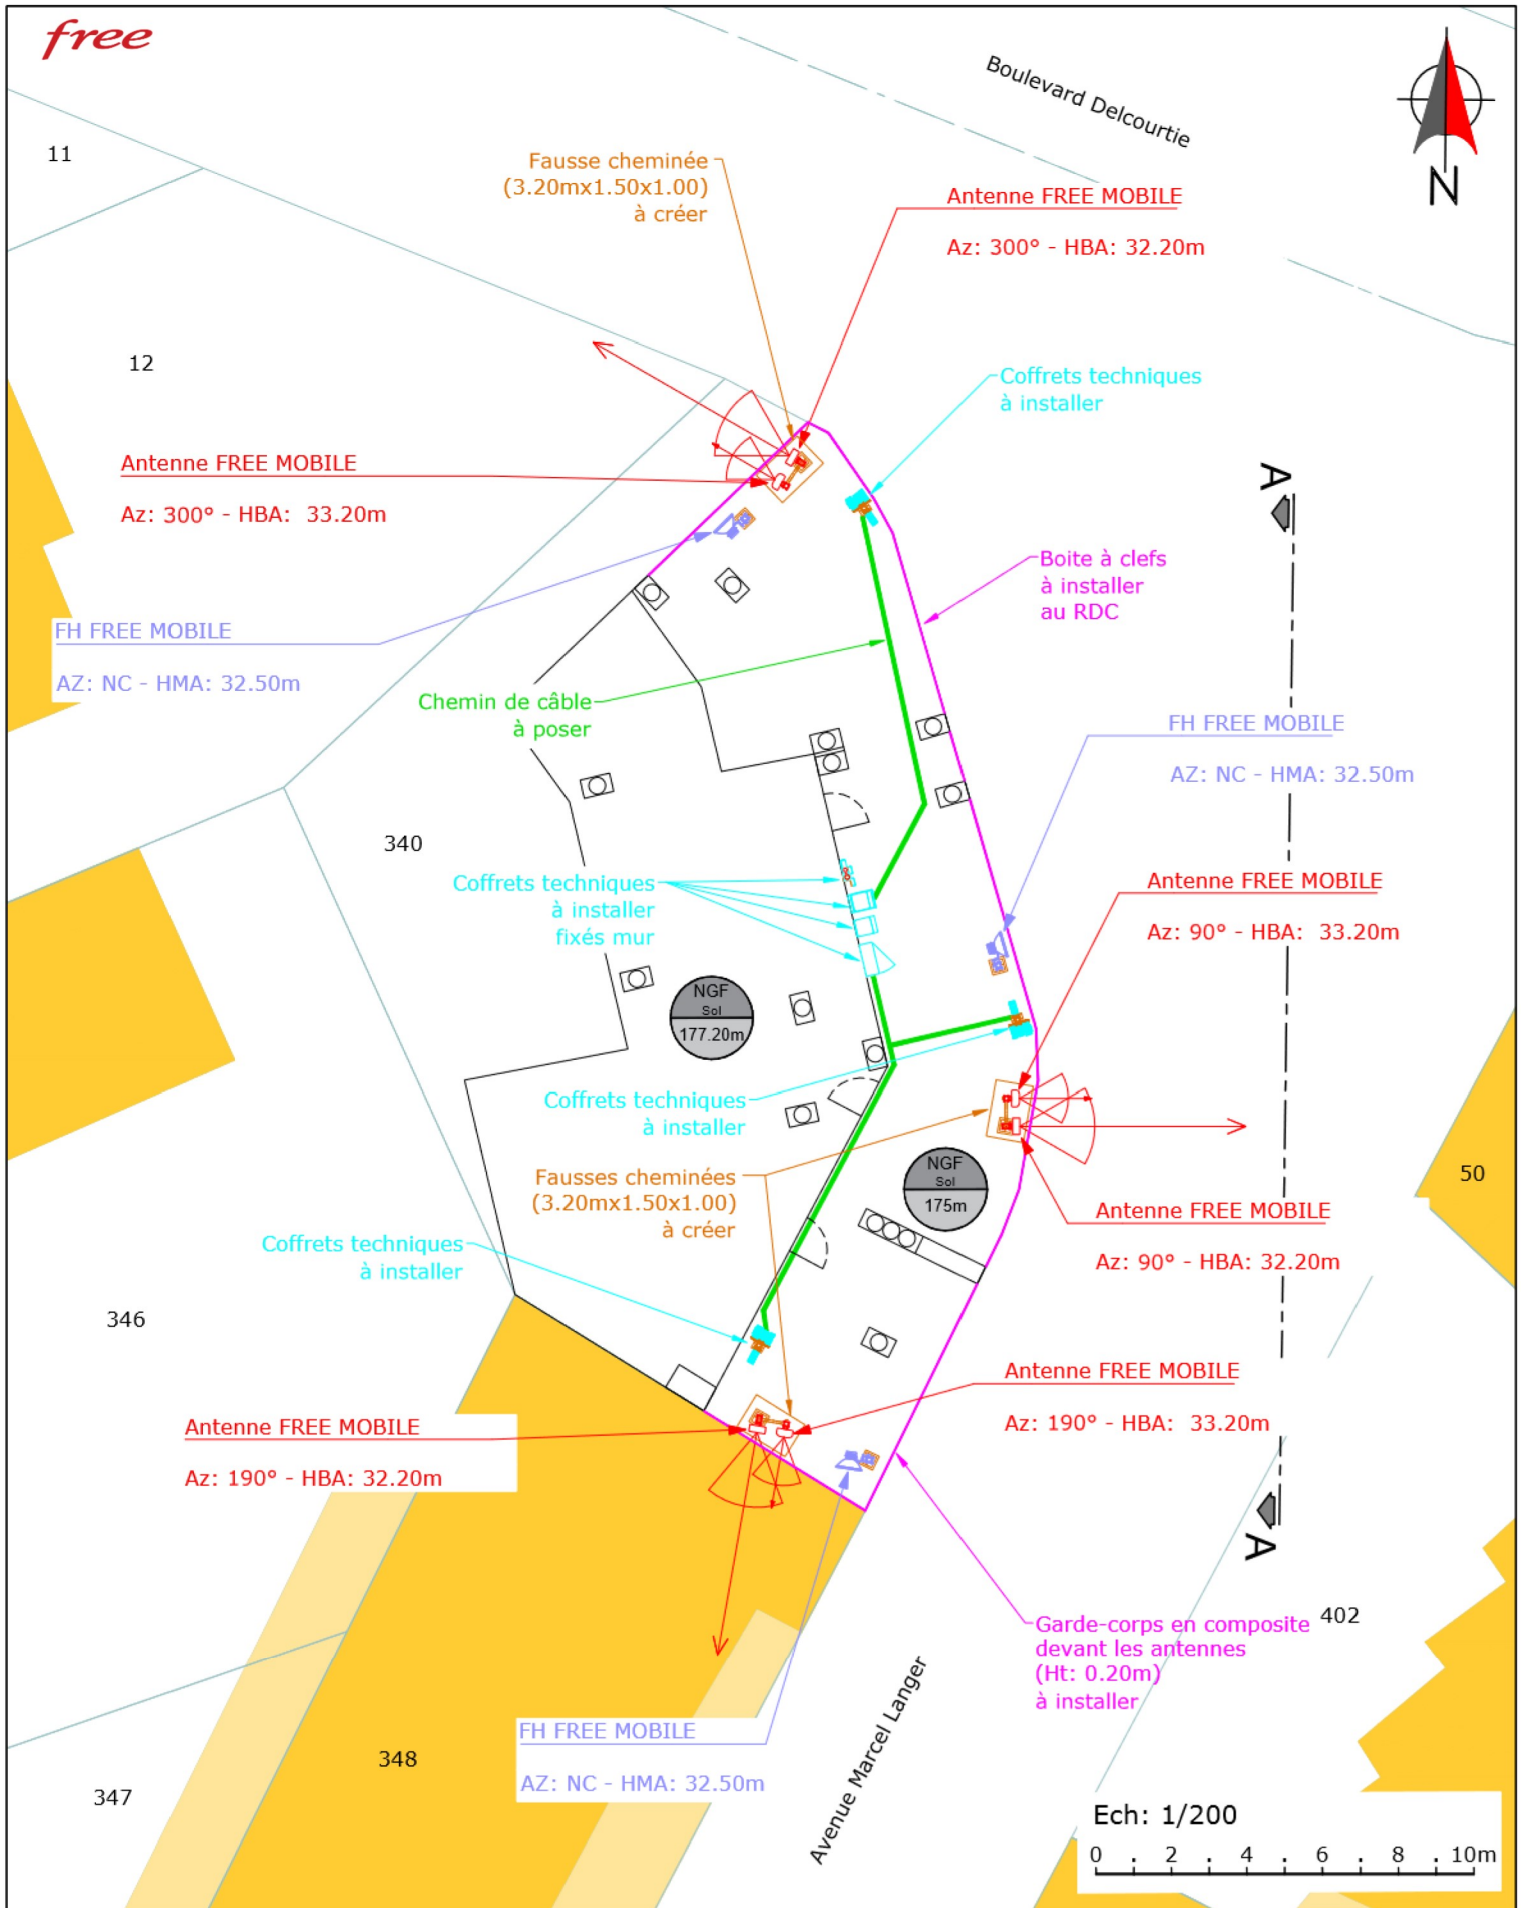 free
Boulevard Delcourtie
N
11
Fausse cheminée
(3.20mx1.50x1.00)
à créer
Antenne FREE MOBILE
Az: 300° - HBA: 32.20m
12
Coffrets techniques
à installer
Antenne FREE MOBILE
Az: 300° - HBA: 33.20m
A
Boite à clefs
à installer
au RDC
FH FREE MOBILE
AZ: NC - HMA: 32.50m
Chemin de câble
à poser
FH FREE MOBILE
AZ: NC - HMA: 32.50m
340
Coffrets techniques
à installer
fixés mur
Antenne FREE MOBILE
Az: 90° - HBA: 33.20m
NGF
Sol
177.20m
Coffrets techniques
à installer
Fausses cheminées
(3.20mx1.50x1.00)
à créer
NGF
Sol
175m
50
Antenne FREE MOBILE
Az: 90° - HBA: 32.20m
Coffrets techniques
à installer
346
Antenne FREE MOBILE
Az: 190° - HBA: 33.20m
Antenne FREE MOBILE
Az: 190° - HBA: 32.20m
A
Garde-corps en composite
devant les antennes
(Ht: 0.20m)
à installer
402
FH FREE MOBILE
AZ: NC - HMA: 32.50m
348
347
Avenue Marcel Langer
Ech: 1/200
0 . 2 . 4 . 6 . 8 . 10m